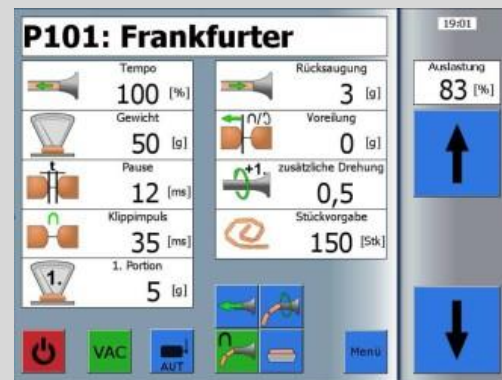 P101: Frankfurter
19:01
Tempo
100 [%]
Gewicht
50 [g]
t
Pause
12 [ms]
Klippimpuls
35 [ms]
1.
1. Portion
5 [g]
Rücksaugung
3 [g]
Voreilung
0 [g]
+1.
zusätzliche Drehung
0,5
Stückvorgabe
150 [Stk]
Auslastung
83 [%]
VAC
AUT
Menü